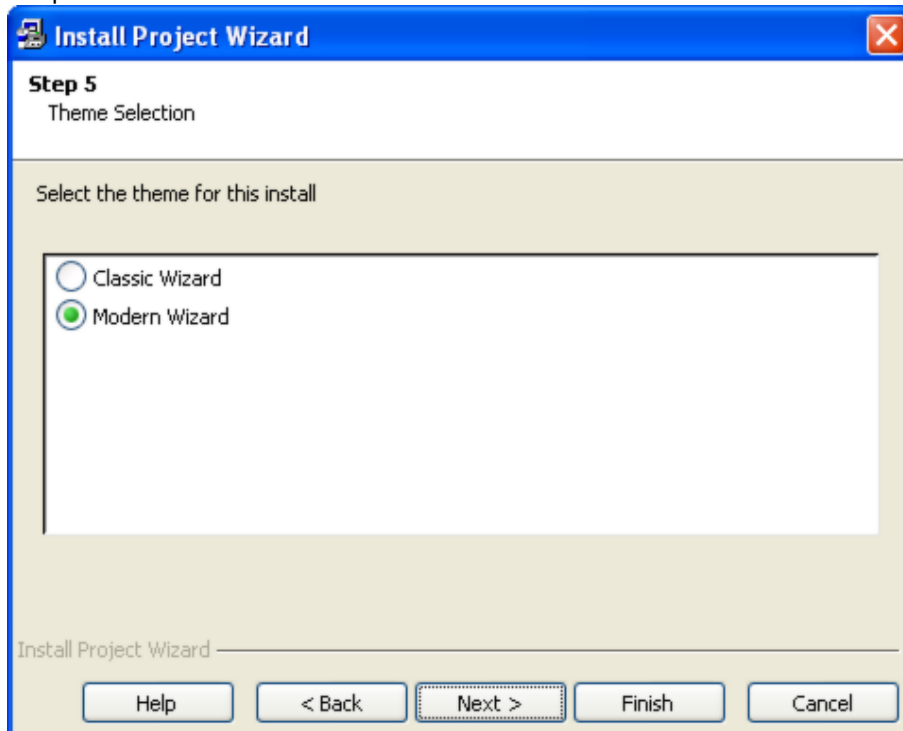 Install Project Wizard
Step 5
Theme Selection
Select the theme for this install
Classic Wizard
Modern Wizard
Install Project Wizard
Help < Back Next > Finish Cancel